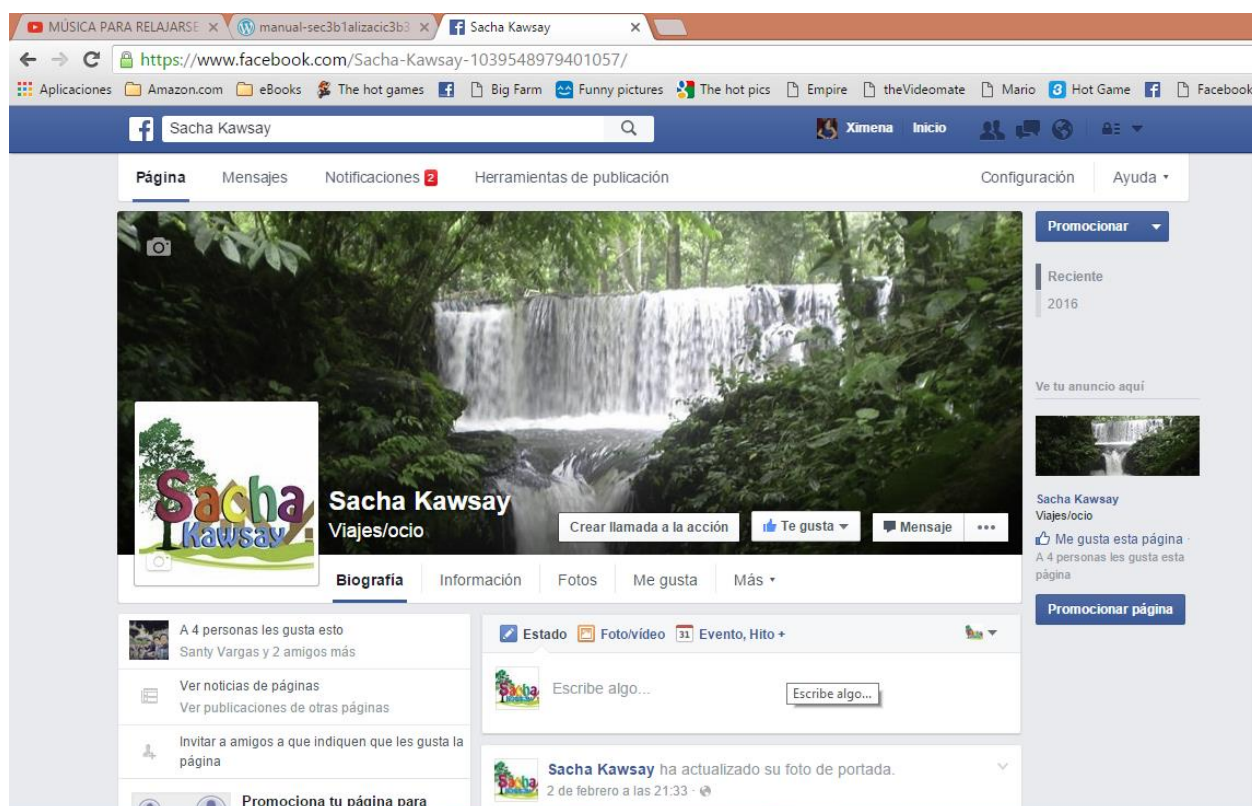 MÚSICA PARA RELAJARSE
manual-sec3b1alizacic3b3
Sacha Kawsay
https://www.facebook.com/Sacha-Kawsay-1039548979401057/
Aplicaciones Amazon.com eBooks The hot games Big Farm Funny pictures The hot pics Empire theVideomate Mario Hot Game Facebook
Sacha Kawsay
Ximena Inicio
Página Mensajes Notificaciones 2 Herramientas de publicación Configuración Ayuda
Promocionar
Reciente
2016
Ve tu anuncio aquí
Sacha
Kawsay
Sacha Kawsay
Viajes/ocio
Crear llamada a la acción Te gusta Mensaje
Sacha Kawsay
Viajes/ocio
Me gusta esta página ·
A 4 personas les gusta esta
página
Promocionar página
Biografía Información Fotos Me gusta Más
A 4 personas les gusta esto
Santy Vargas y 2 amigos más
Ver noticias de páginas
Ver publicaciones de otras páginas
Invitar a amigos a que indiquen que les gusta la
página
Promociona tu página para
Estado Foto/vídeo 31 Evento, Hito +
Escribe algo...
Escribe algo...
Sacha Kawsay ha actualizado su foto de portada.
2 de febrero a las 21:33 ·